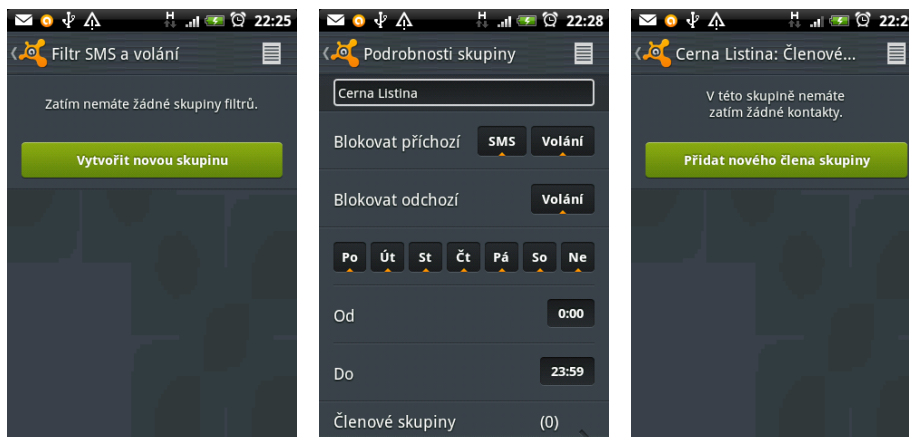 H 22:25
Filtr SMS a volání
Zatím nemáte žádné skupiny filtrů.
Vytvořit novou skupinu
H 22:28
Podrobnosti skupiny
Cerna Listina
Blokovat příchozí SMS Volání
Blokovat odchozí Volání
Po Út St Čt Pá So Ne
Od 0:00
Do 23:59
Členové skupiny (0)
H 22:2
Cerna Listina: Členové...
V této skupině nemáte
zatím žádné kontakty.
Přidat nového člena skupiny